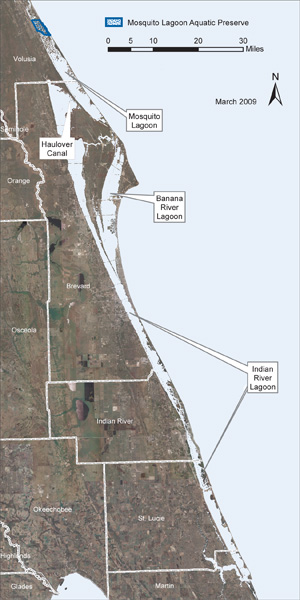 Mosquito Lagoon Aquatic Preserve
0 5 10 20 30
Miles
Volusia
N
March 2009
Mosquito
Lagoon
Seminole
Haulover
Canal
Orange
Banana
River
Lagoon
Brevard
Osceola
Indian
River
Lagoon
Indian River
Okeechobee
St. Lucie
Highlands
Glades
Martin